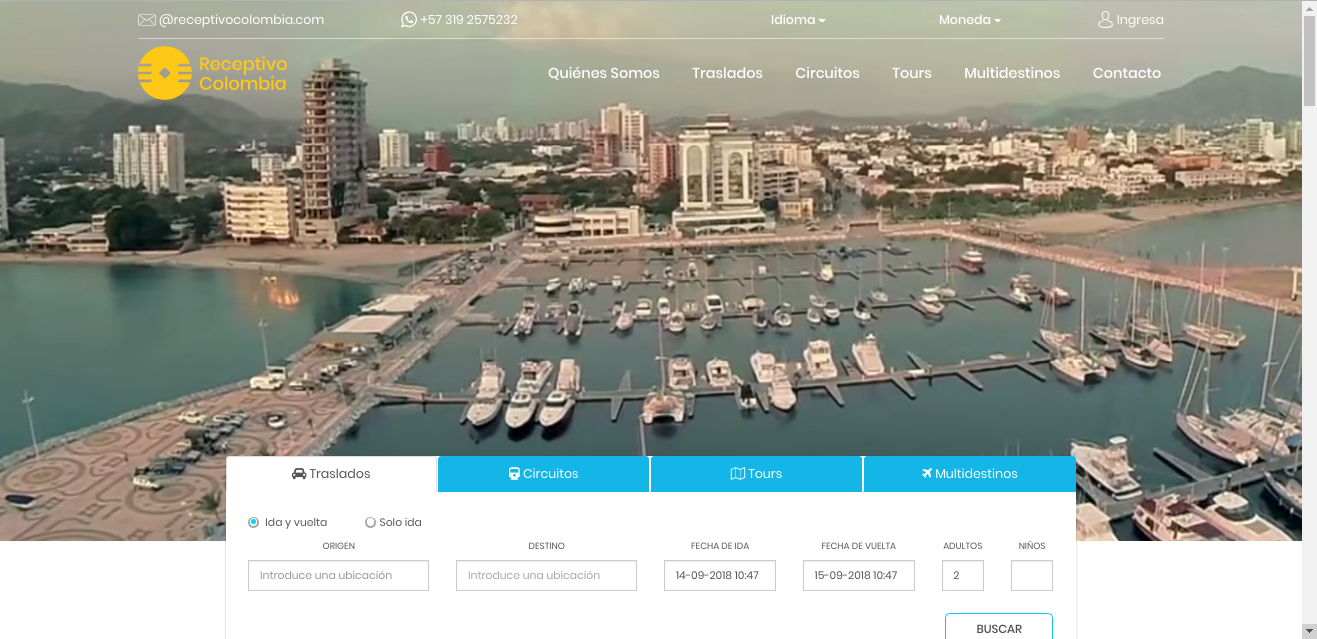 @receptivocolombia.com
+57 319 2575232
Idioma
Moneda
Ingresa
Receptivo
Colombia
Quiénes Somos
Traslados
Circuitos
Tours
Multidestinos
Contacto
Traslados
Circuitos
Tours
Multidestinos
Ida y vuelta
Solo ida
ORIGEN
DESTINO
FECHA DE IDA
FECHA DE VUELTA
ADULTOS
NIÑOS
Introduce una ubicación
Introduce una ubicación
14-09-2018 10:47
15-09-2018 10:47
2
BUSCAR